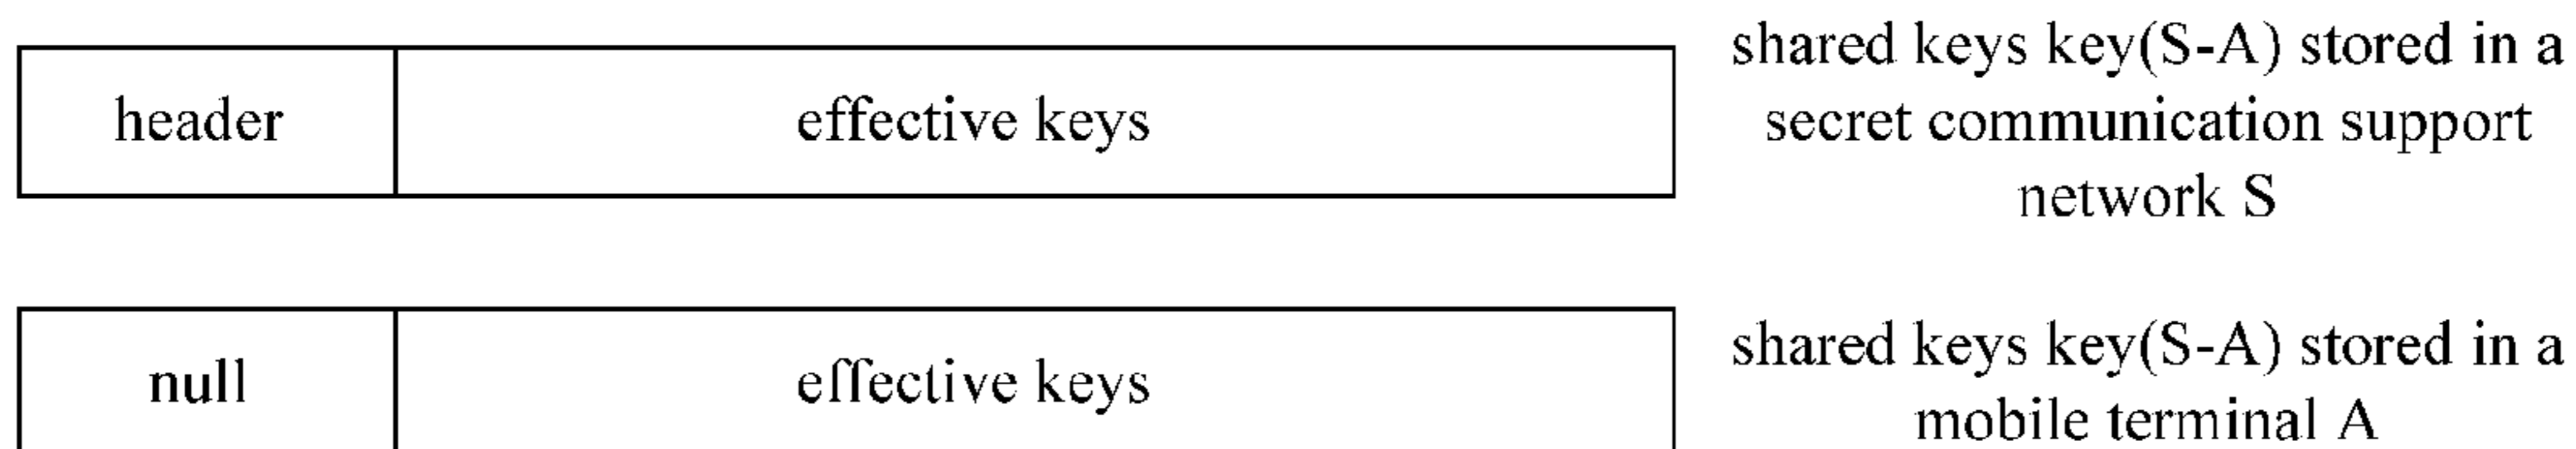 header
effective keys
shared keys key(S-A) stored in a
secret communication support
network S
null
effective keys
shared keys key(S-A) stored in a
mobile terminal A